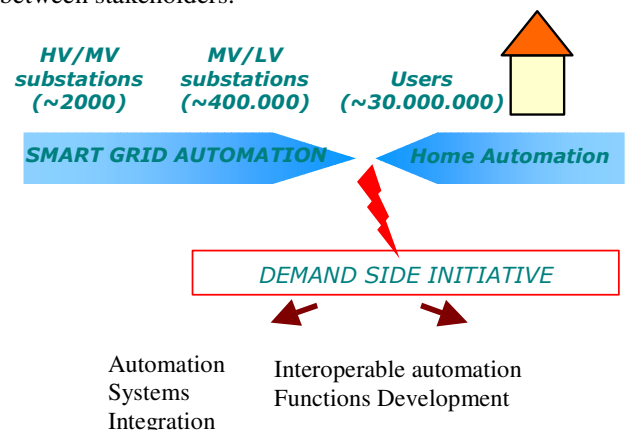 between stakeholders.
HV/MV substations (~2000)
MV/LV substations (~400.000)
Users (~30.000.000)
SMART GRID AUTOMATION
Home Automation
DEMAND SIDE INITIATIVE
Automation
Systems
Integration
Interoperable automation
Functions Development